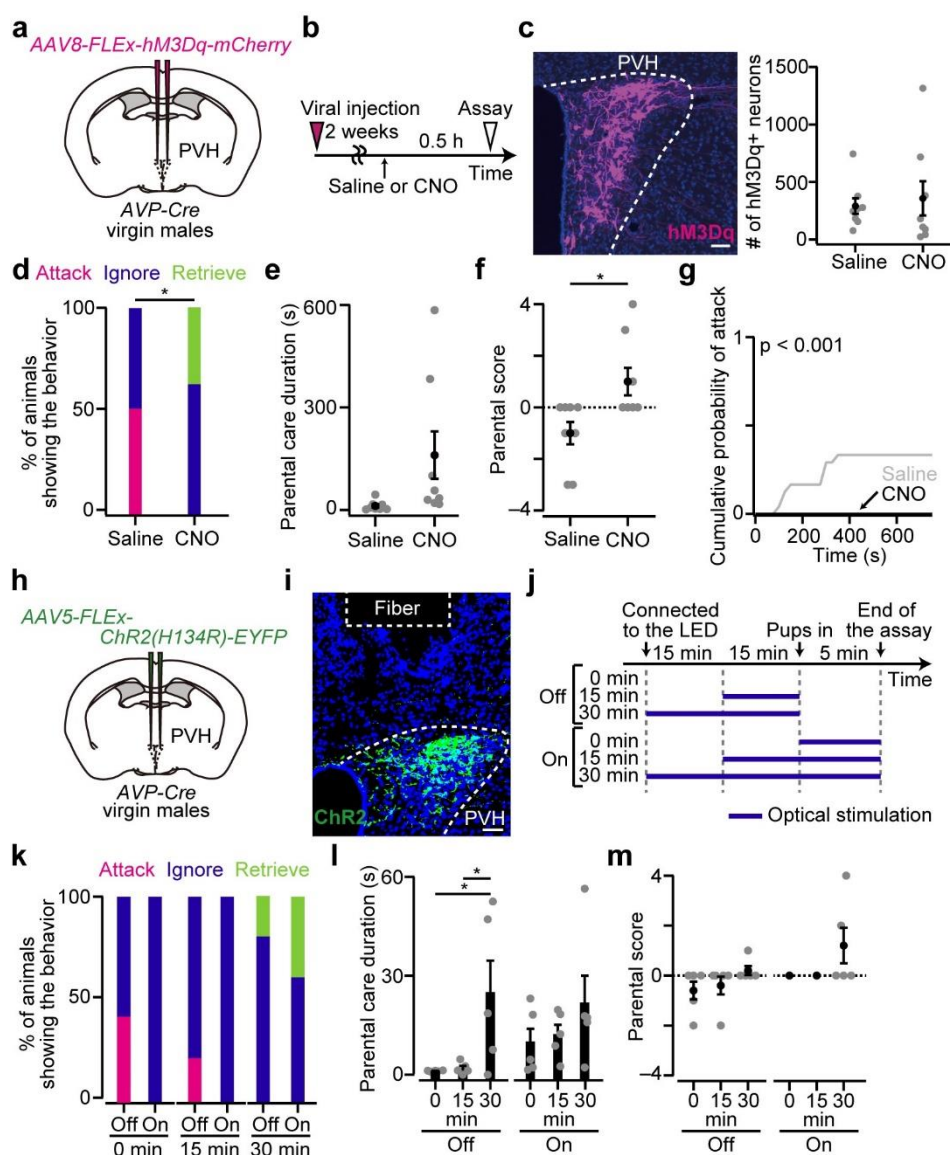 a
AAV8-FLEx-hM3Dq-mCherry
PVH
AVP-Cre
virgin males
b
Viral injection
Assay
2 weeks
0.5 h
Time
Saline or CNO
c
PVH
hM3Dq
# of hM3Dq+ neurons
1500
1000
500
0
Saline CNO
d
Attack Ignore Retrieve
*
% of animals
showing the behavior
100
50
0
Saline CNO
e
Parental care duration (s)
600
300
0
Saline CNO
f
*
Parental score
4
0
−4
Saline CNO
g
Cumulative probability of attack
1
0
p < 0.001
Saline
CNO
200 400 600
Time (s)
h
AAV5-FLEx-
ChR2(H134R)-EYFP
PVH
AVP-Cre
virgin males
i
Fiber
ChR2
PVH
j
Connected
to the LED
Pups in
End of
the assay
15 min 15 min 5 min
Time
Off
0 min
15 min
30 min
On
0 min
15 min
30 min
Optical stimulation
k
Attack Ignore Retrieve
% of animals
showing the behavior
100
50
0
Off On Off On Off On
0 min 15 min 30 min
l
Parental care duration (s)
60
30
0
*
*
0 15 30 0 15 30
min min
Off On
m
Parental score
4
0
−4
0 15 30 0 15 30
min min
Off On